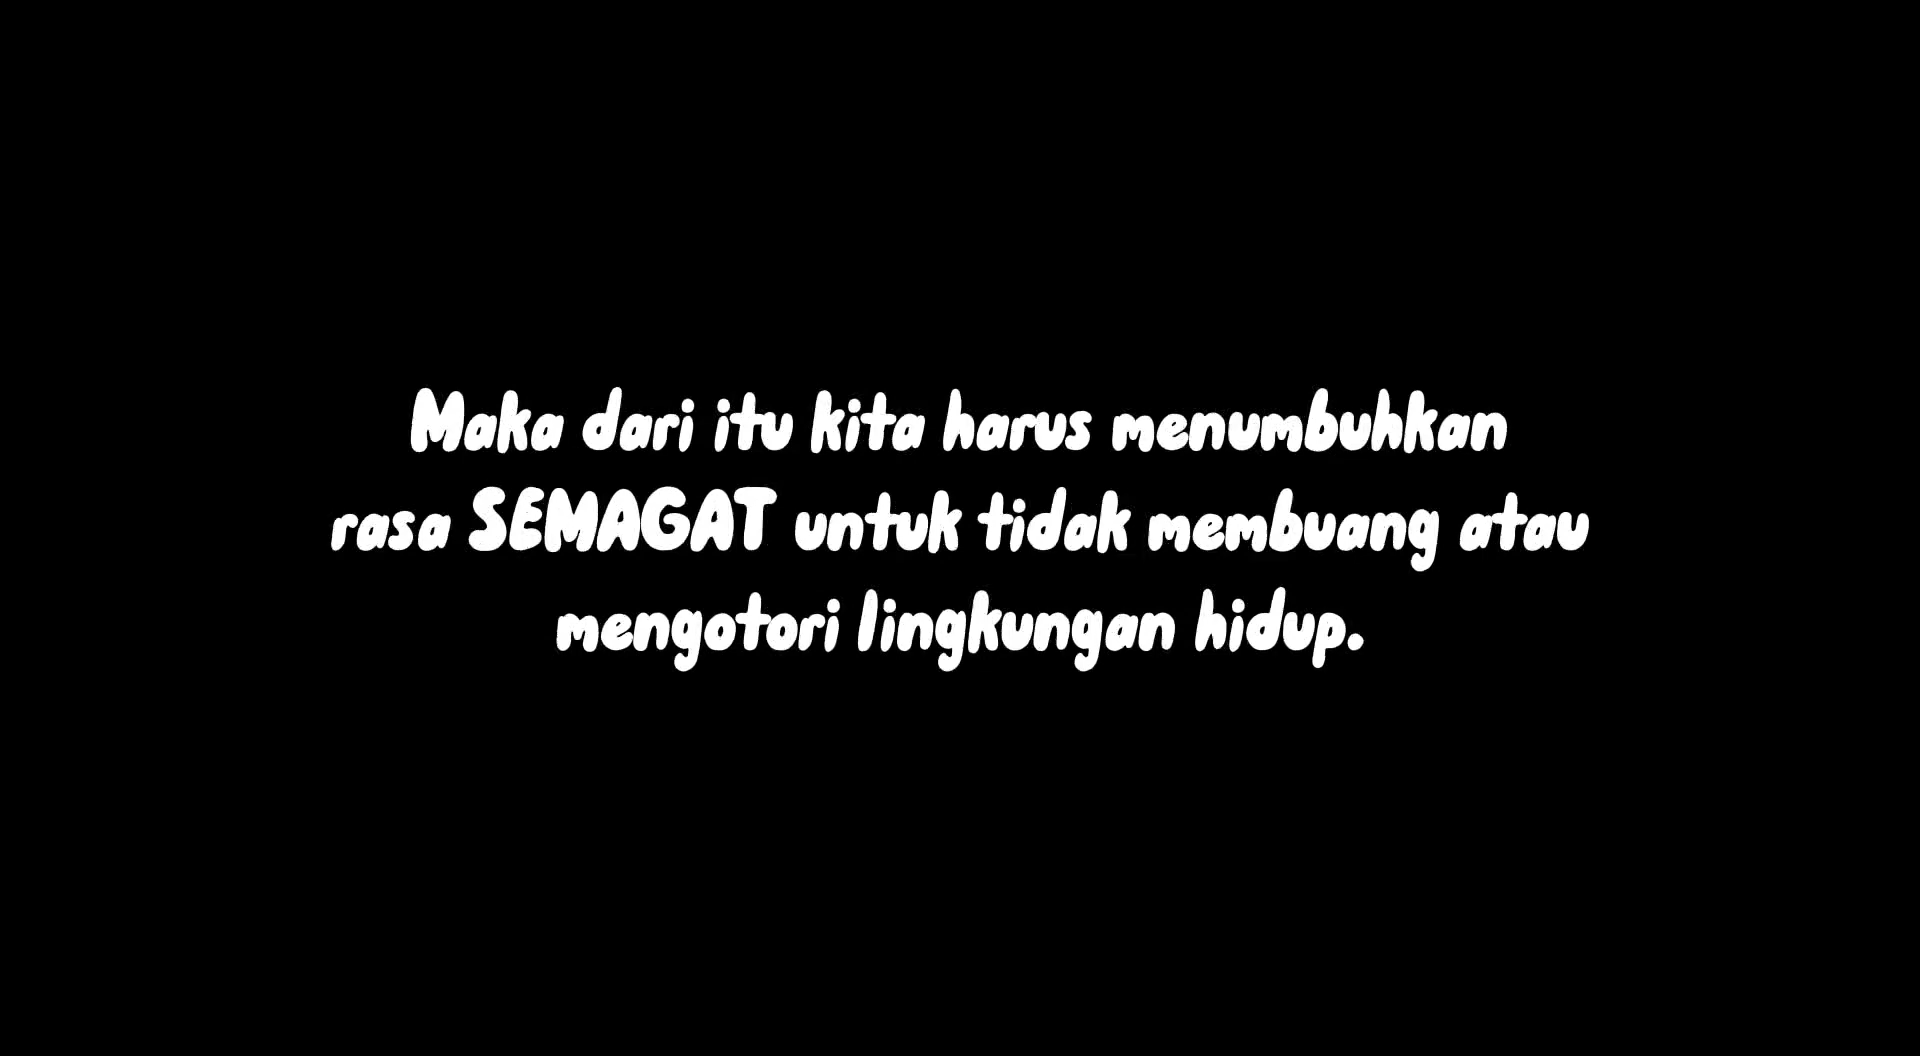 Maka dari itu kita harus menumbuhkan
rasa SEMAGAT untuk tidak membuang atau
mengotori lingkungan hidup.